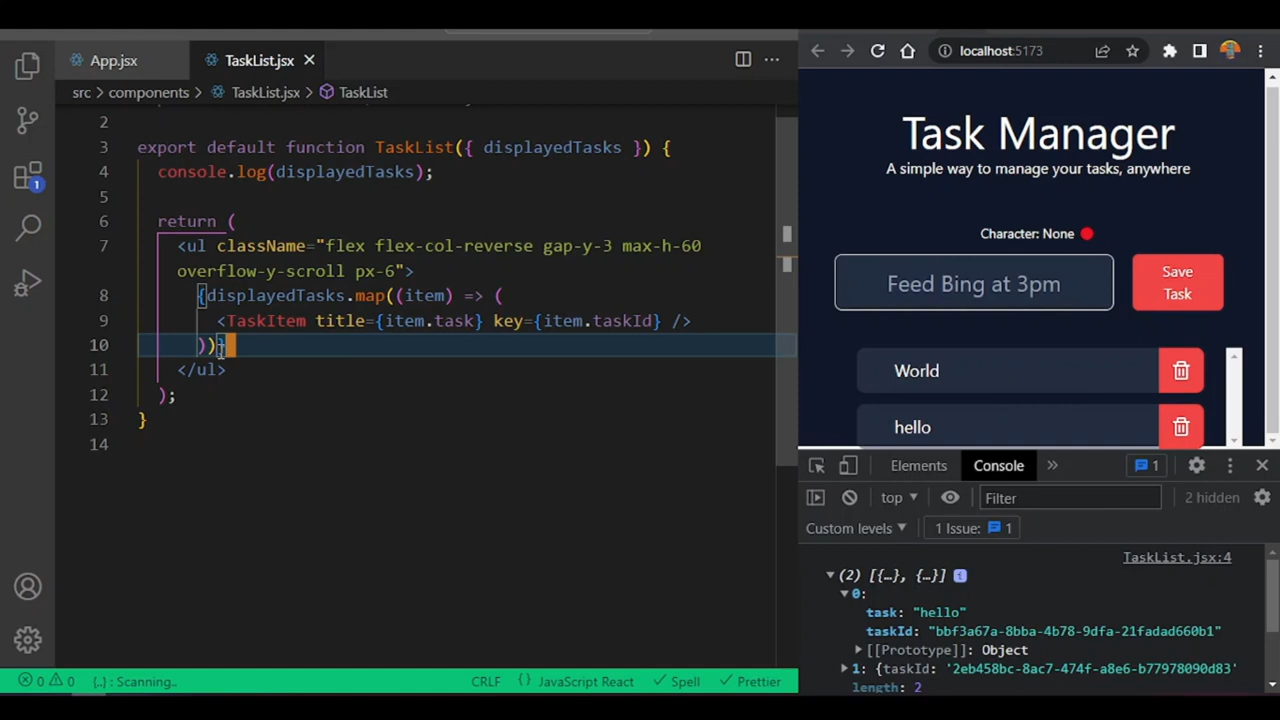 App.jsx
TaskList.jsx
src > components > TaskList.jsx > TaskList
2
3 export default function TaskList({ displayedTasks }) {
4 console.log(displayedTasks);
5
6 return (
7 <ul className="flex flex-col-reverse gap-y-3 max-h-60
overflow-y-scroll px-6">
8 {displayedTasks.map((item) => (
9 <TaskItem title={item.task} key={item.taskId} />
10 ))}
11 </ul>
12 );
13 }
14
1
0 0 {..} : Scanning.. CRLF {} JavaScript React Spell Prettier
localhost:5173
Task Manager
A simple way to manage your tasks, anywhere
Character: None
Feed Bing at 3pm
Save
Task
World
hello
Elements Console 1
top Filter 2 hidden
Custom levels 1 Issue: 1
TaskList.jsx:4
(2) [{…}, {…}] i
0:
task: "hello"
taskId: "bbf3a67a-8bba-4b78-9dfa-21fadad660b1"
[[Prototype]]: Object
1: {taskId: '2eb458bc-8ac7-474f-a8e6-b77978090d83'
length: 2